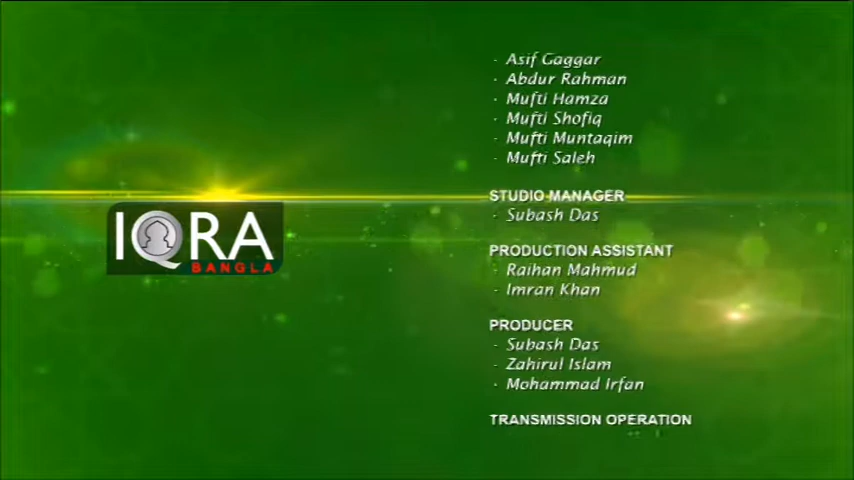 - Asif Gaggar
- Abdur Rahman
- Mufti Hamza
- Mufti Shofiq
- Mufti Muntaqim
- Mufti Saleh
STUDIO MANAGER
- Subash Das
IQRA
BANGLA
PRODUCTION ASSISTANT
- Raihan Mahmud
- Imran Khan
PRODUCER
- Subash Das
- Zahirul Islam
- Mohammad Irfan
TRANSMISSION OPERATION